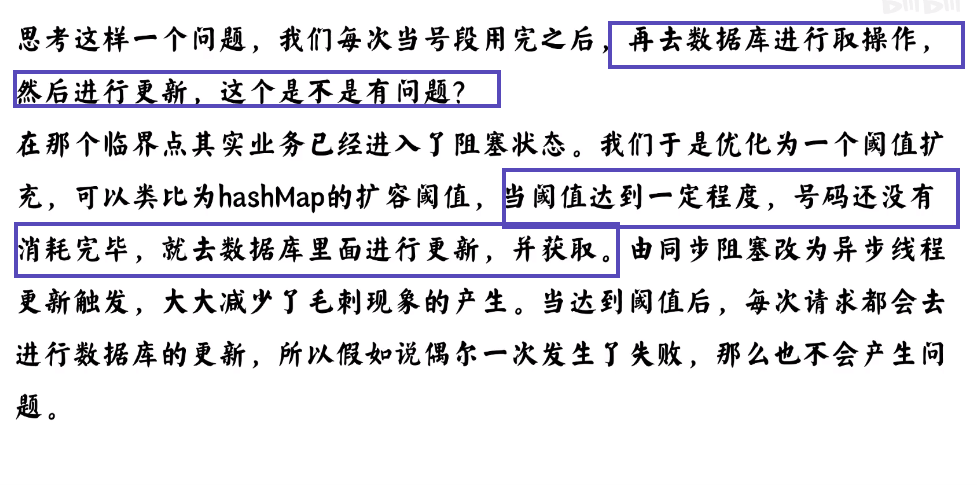 思考这样一个问题，我们每次当号段用完之后，再去数据库进行取操作，
然后进行更新，这个是不是有问题？
在那个临界点其实业务已经进入了阻塞状态。我们于是优化为一个阈值扩
充，可以类比为hashMap的扩容阈值，当阈值达到一定程度，号码还没有
消耗完毕，就去数据库里面进行更新，并获取。由同步阻塞改为异步线程
更新触发，大大减少了毛刺现象的产生。当达到阈值后，每次请求都会去
进行数据库的更新，所以假如说偶尔一次发生了失败，那么也不会产生问
题。